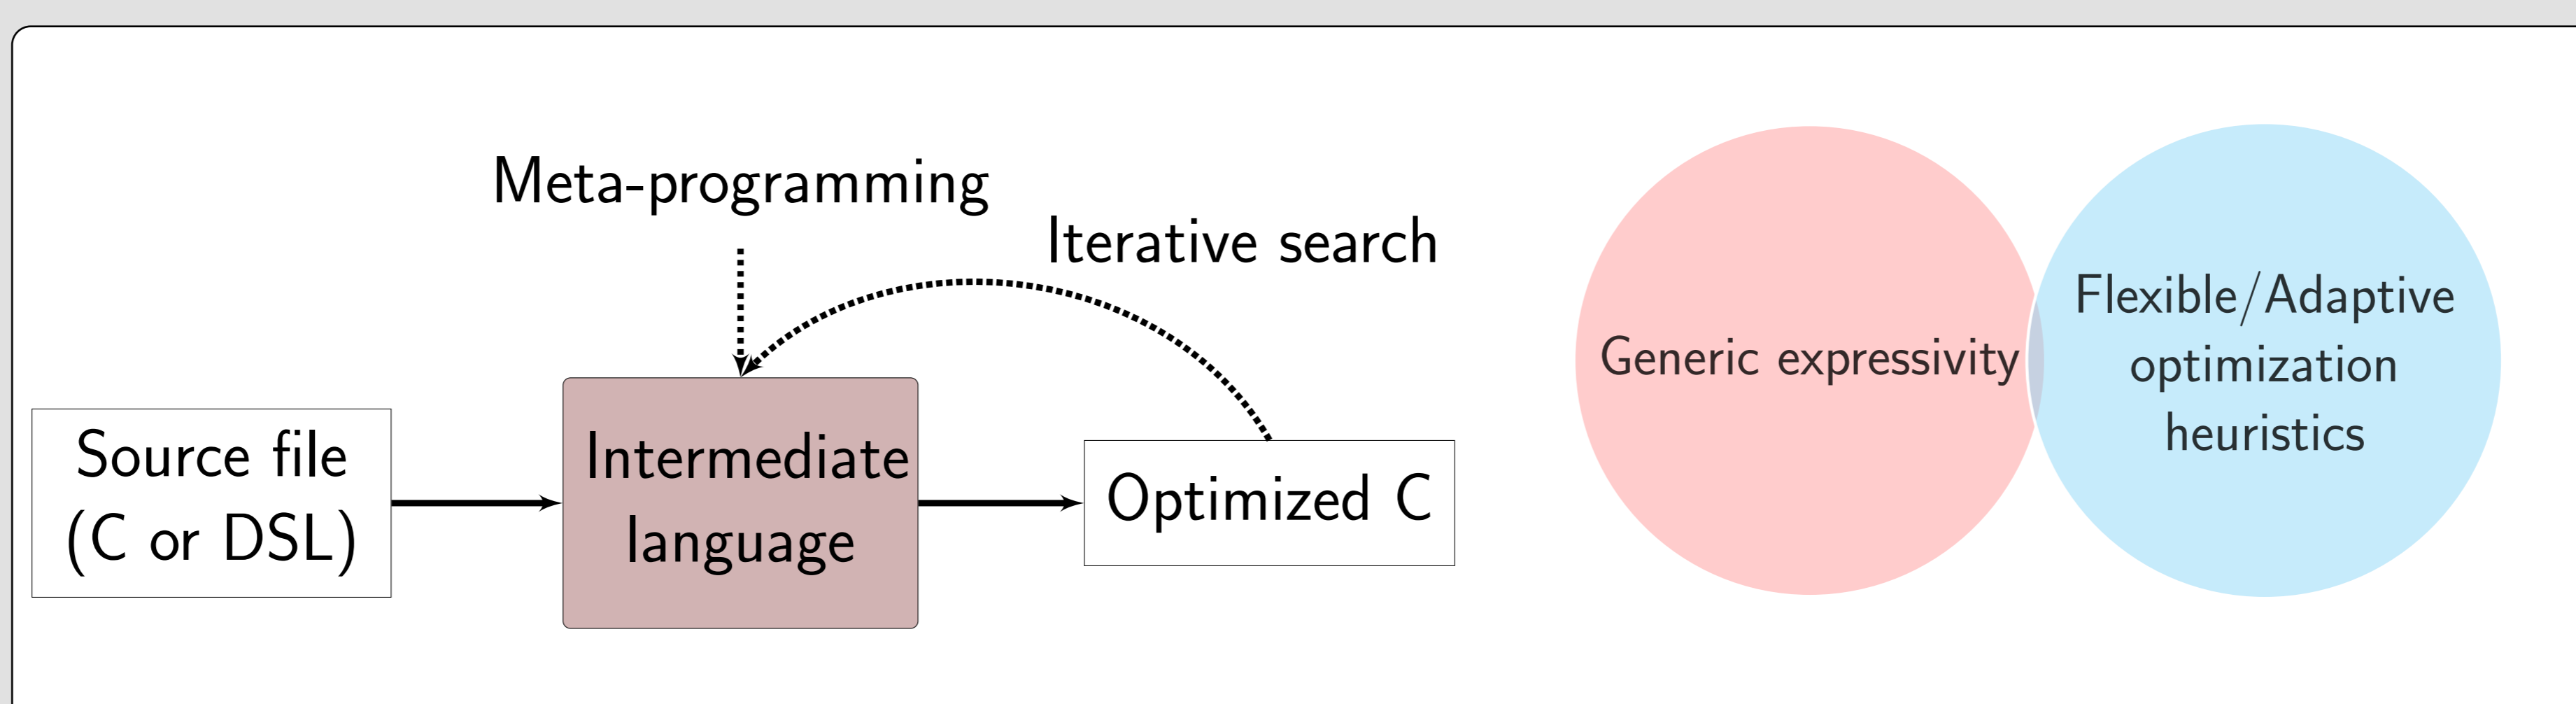 Meta-programming
Iterative search
Source file
(C or DSL)
Intermediate
language
Optimized C
Generic expressivity
Flexible/Adaptive
optimization
heuristics